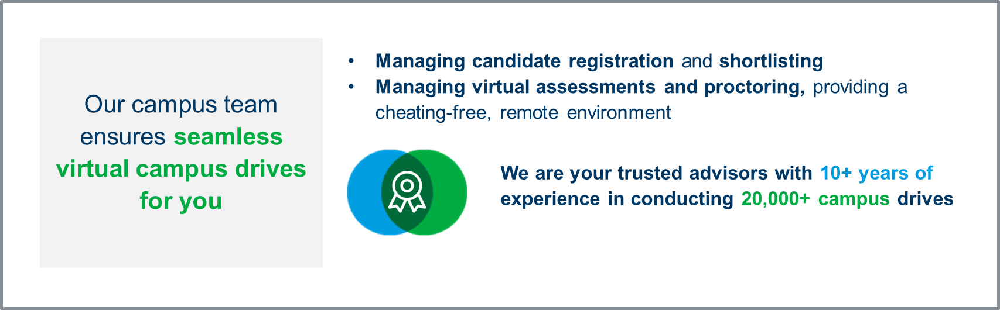 Our campus team
ensures seamless
virtual campus drives
for you
• Managing candidate registration and shortlisting
• Managing virtual assessments and proctoring, providing a
cheating-free, remote environment
We are your trusted advisors with 10+ years of
experience in conducting 20,000+ campus drives